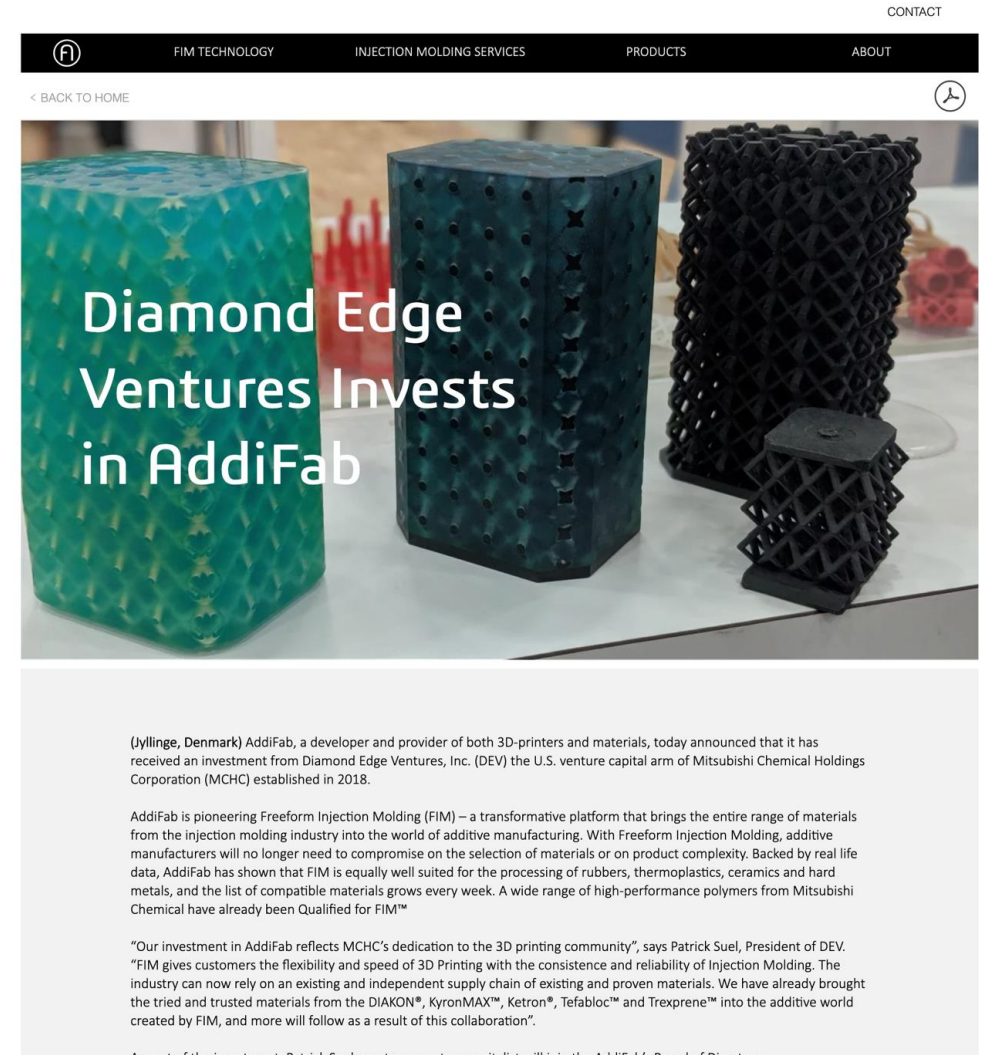 CONTACT
FIM TECHNOLOGY
INJECTION MOLDING SERVICES
PRODUCTS
ABOUT
< BACK TO HOME
Diamond Edge
Ventures Invests
in AddiFab
(Jyllinge, Denmark) AddiFab, a developer and provider of both 3D-printers and materials, today announced that it has
received an investment from Diamond Edge Ventures, Inc. (DEV) the U.S. venture capital arm of Mitsubishi Chemical Holdings
Corporation (MCHC) established in 2018.
AddiFab is pioneering Freeform Injection Molding (FIM) – a transformative platform that brings the entire range of materials
from the injection molding industry into the world of additive manufacturing. With Freeform Injection Molding, additive
manufacturers will no longer need to compromise on the selection of materials or on product complexity. Backed by real life
data, AddiFab has shown that FIM is equally well suited for the processing of rubbers, thermoplastics, ceramics and hard
metals, and the list of compatible materials grows every week. A wide range of high-performance polymers from Mitsubishi
Chemical have already been Qualified for FIM™
“Our investment in AddiFab reflects MCHC’s dedication to the 3D printing community”, says Patrick Suel, President of DEV.
“FIM gives customers the flexibility and speed of 3D Printing with the consistence and reliability of Injection Molding. The
industry can now rely on an existing and independent supply chain of existing and proven materials. We have already brought
the tried and trusted materials from the DIAKON®, KyronMAX™, Ketron®, Tefabloc™ and Trexprene™ into the additive world
created by FIM, and more will follow as a result of this collaboration”.